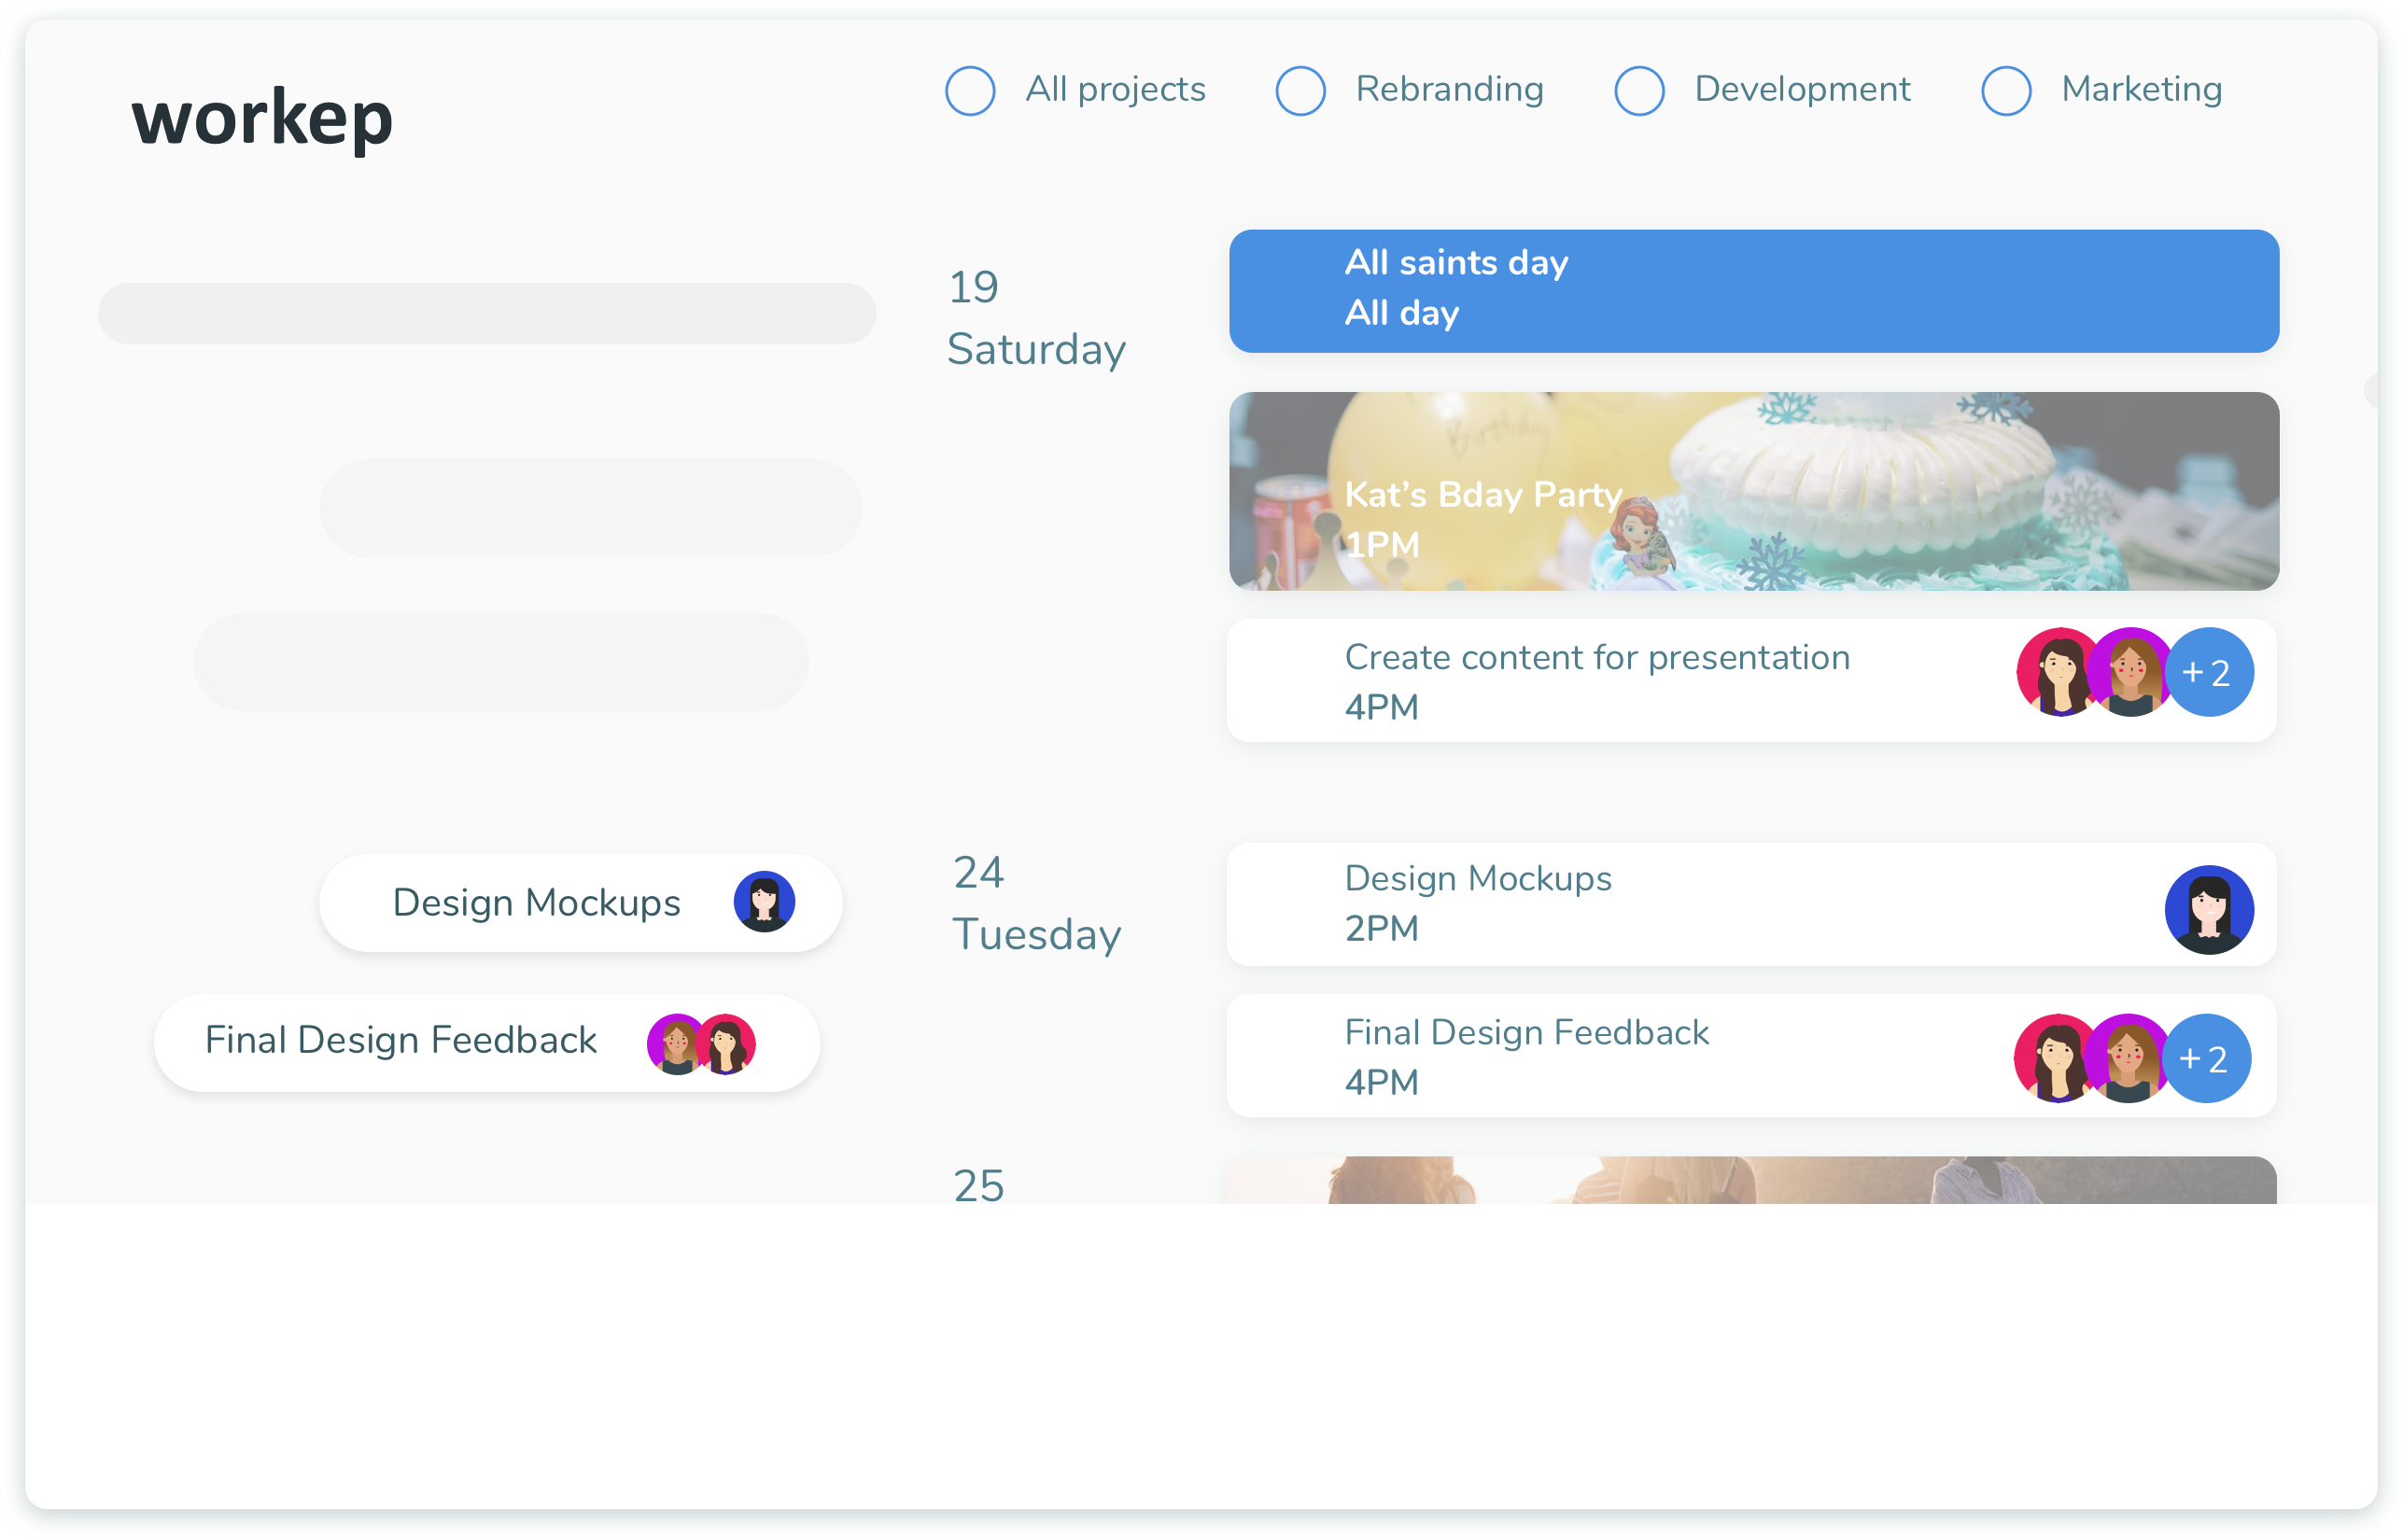 workep
All projects
Rebranding
Development
Marketing
19
Saturday
All saints day
All day
Birthday
Kat’s Bday Party
1PM
Create content for presentation
4PM
+2
Design Mockups
Final Design Feedback
24
Tuesday
Design Mockups
2PM
Final Design Feedback
4PM
+2
25